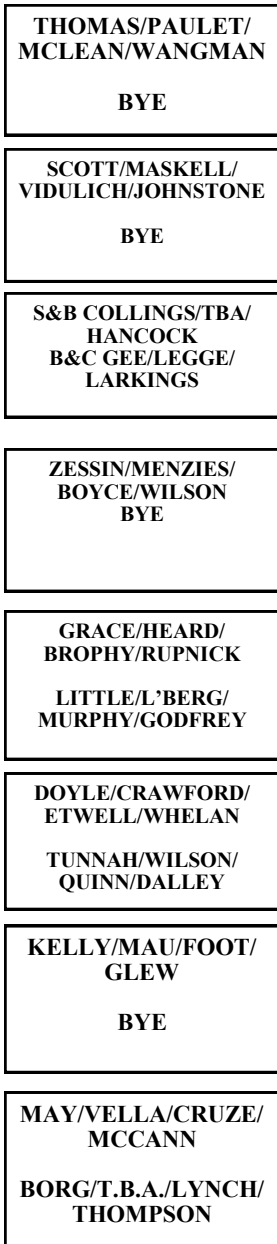 THOMAS/PAULET/
MCLEAN/WANGMAN
BYE
SCOTT/MASKELL/
VIDULICH/JOHNSTONE
BYE
S&B COLLINGS/TBA/
HANCOCK
B&C GEE/LEGGE/
LARKINGS
ZESSIN/MENZIES/
BOYCE/WILSON
BYE
GRACE/HEARD/
BROPHY/RUPNICK
LITTLE/L’BERG/
MURPHY/GODFREY
DOYLE/CRAWFORD/
ETWELL/WHELAN
TUNNAH/WILSON/
QUINN/DALLEY
KELLY/MAU/FOOT/
GLEW
BYE
MAY/VELLA/CRUZE/
MCCANN
BORG/T.B.A./LYNCH/
THOMPSON